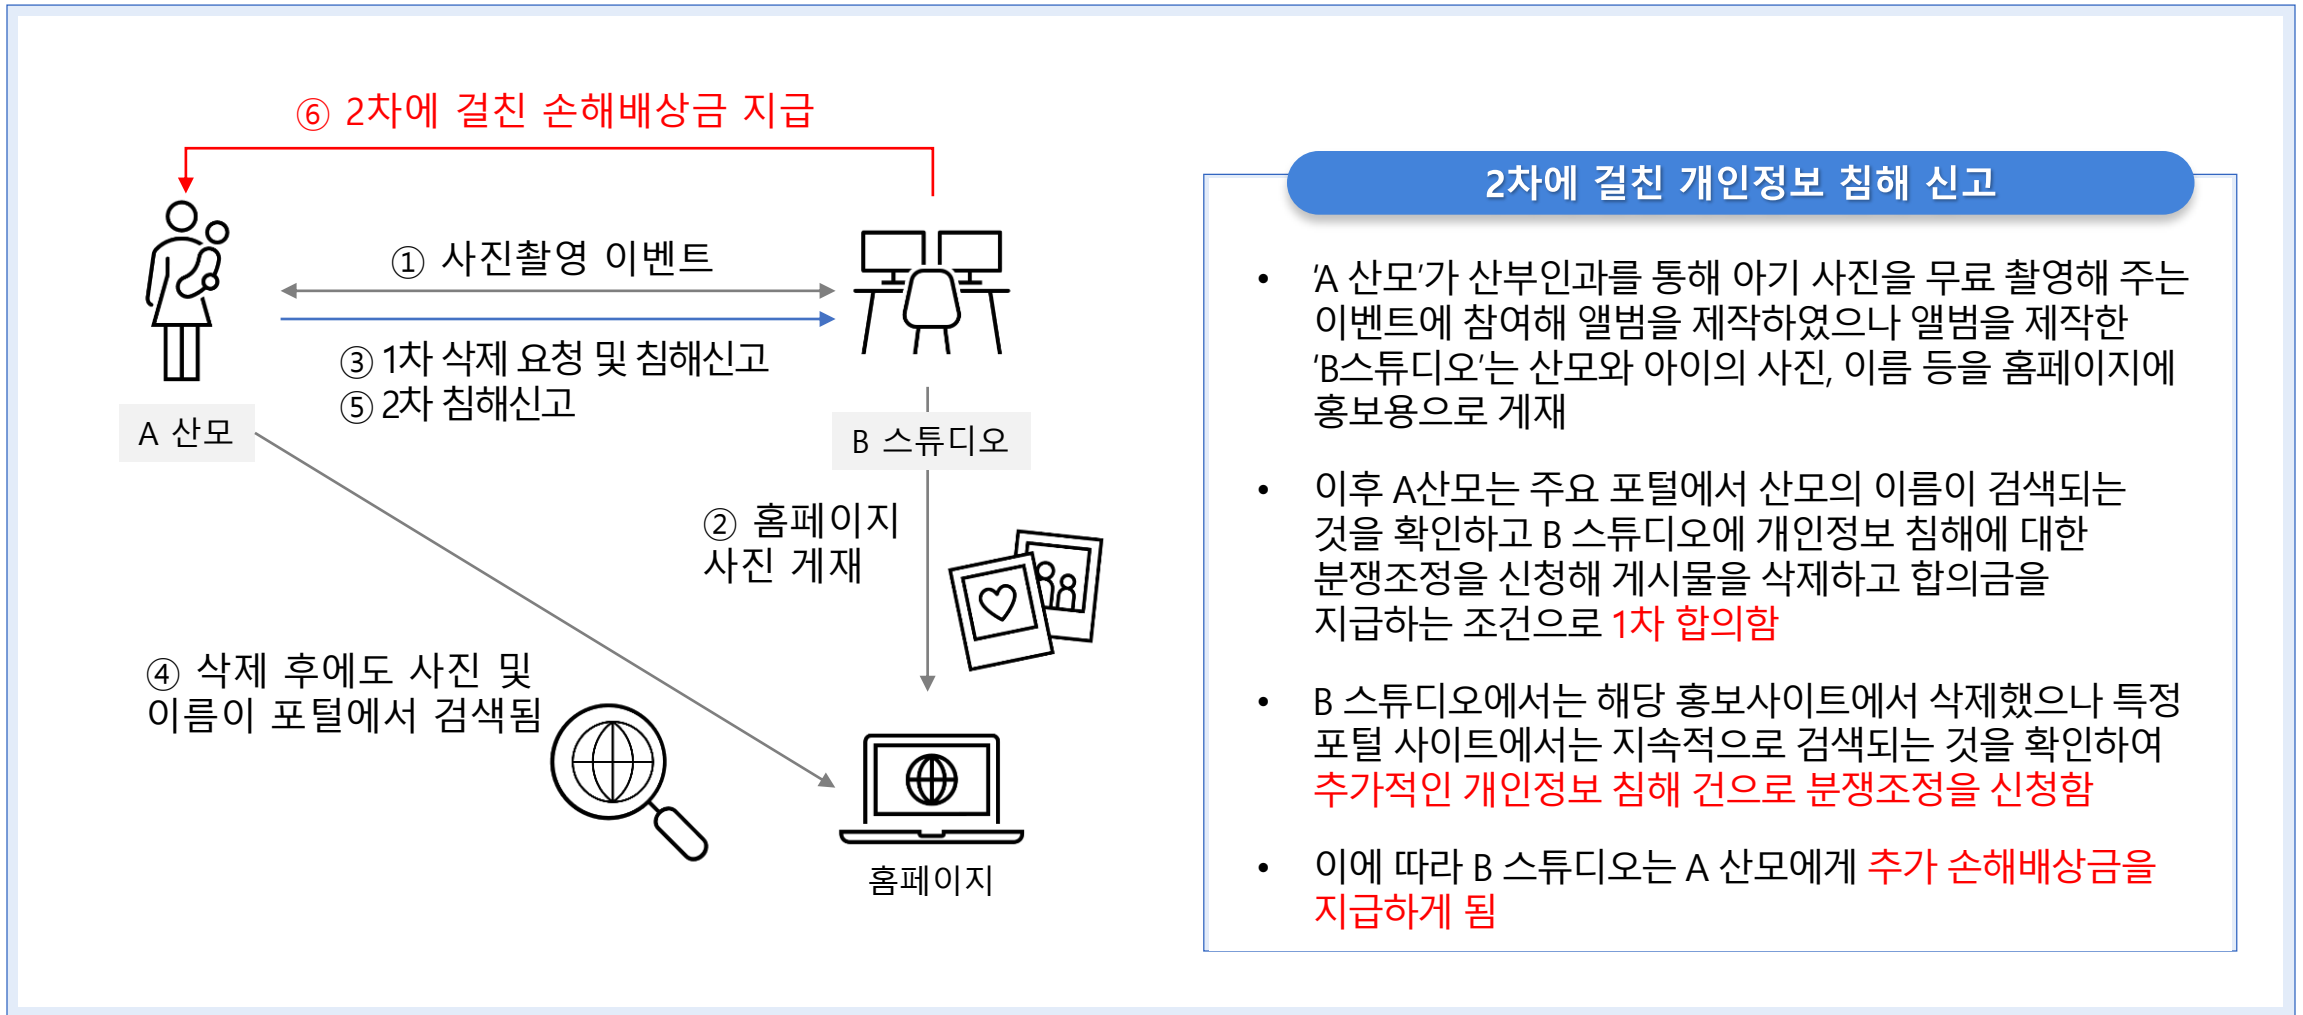 ⑥ 2차에 걸친 손해배상금 지급
① 사진촬영 이벤트
③ 1차 삭제 요청 및 침해신고
⑤ 2차 침해신고
A 산모
B 스튜디오
② 홈페이지
사진 게재
④ 삭제 후에도 사진 및
이름이 포털에서 검색됨
홈페이지
2차에 걸친 개인정보 침해 신고
• ‘A 산모’가 산부인과를 통해 아기 사진을 무료 촬영해 주는
이벤트에 참여해 앨범을 제작하였으나 앨범을 제작한
‘B스튜디오’는 산모와 아이의 사진, 이름 등을 홈페이지에
홍보용으로 게재
• 이후 A산모는 주요 포털에서 산모의 이름이 검색되는
것을 확인하고 B 스튜디오에 개인정보 침해에 대한
분쟁조정을 신청해 게시물을 삭제하고 합의금을
지급하는 조건으로 1차 합의함
• B 스튜디오에서는 해당 홍보사이트에서 삭제했으나 특정
포털 사이트에서는 지속적으로 검색되는 것을 확인하여
추가적인 개인정보 침해 건으로 분쟁조정을 신청함
• 이에 따라 B 스튜디오는 A 산모에게 추가 손해배상금을
지급하게 됨